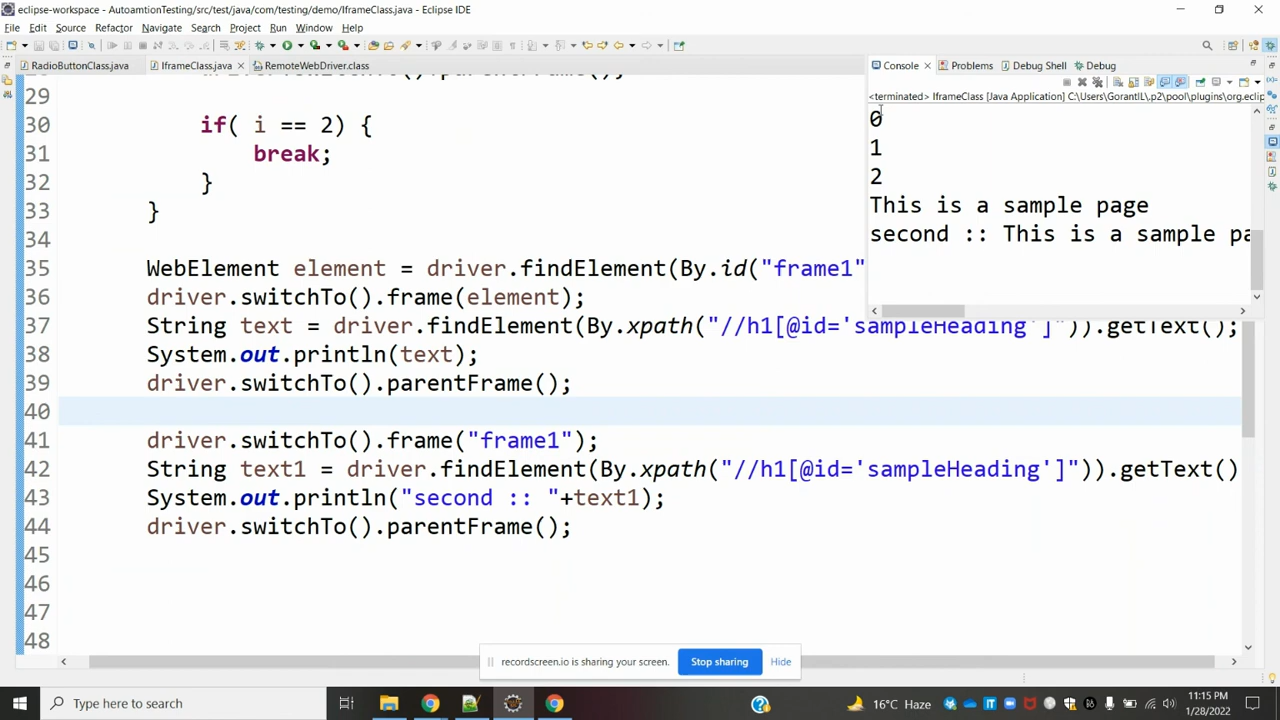 eclipse-workspace - AutoamtionTesting/src/test/java/com/testing/demo/IframeClass.java - Eclipse IDE
File Edit Source Refactor Navigate Search Project Run Window Help
RadioButtonClass.java IframeClass.java RemoteWebDriver.class
Console Problems Debug Shell Debug
<terminated> IframeClass [Java Application] C:\Users\GorantIL\.p2\pool\plugins\org.eclip
0
1
2
This is a sample page
second :: This is a sample pa
29
30 if( i == 2) {
31 break;
32 }
33 }
34
35 WebElement element = driver.findElement(By.id("frame1"
36 driver.switchTo().frame(element);
37 String text = driver.findElement(By.xpath("//h1[@id='sampleHeading']")).getText();
38 System.out.println(text);
39 driver.switchTo().parentFrame();
40
41 driver.switchTo().frame("frame1");
42 String text1 = driver.findElement(By.xpath("//h1[@id='sampleHeading']")).getText()
43 System.out.println("second :: "+text1);
44 driver.switchTo().parentFrame();
45
46
47
48
recordscreen.io is sharing your screen. Stop sharing Hide
Type here to search
16°C Haze
11:15 PM
1/28/2022